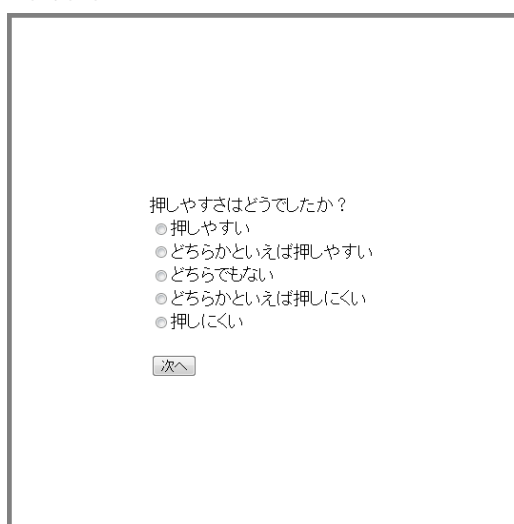 押しやすさはどうでしたか？
押しやすい
どちらかといえば押しやすい
どちらでもない
どちらかといえば押しにくい
押しにくい
次へ